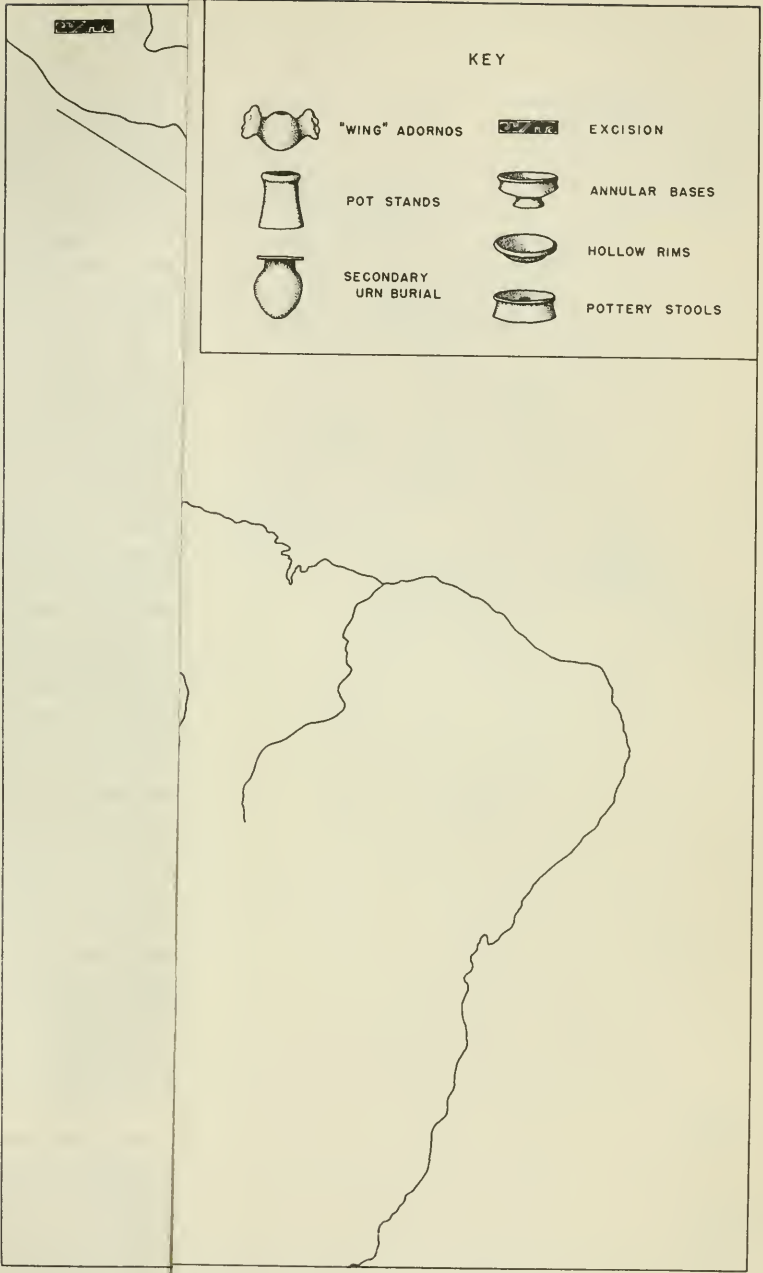 KEY
"WING" ADORNOS
POT STANDS
SECONDARY
URN BURIAL
EXCISION
ANNULAR BASES
HOLLOW RIMS
POTTERY STOOLS